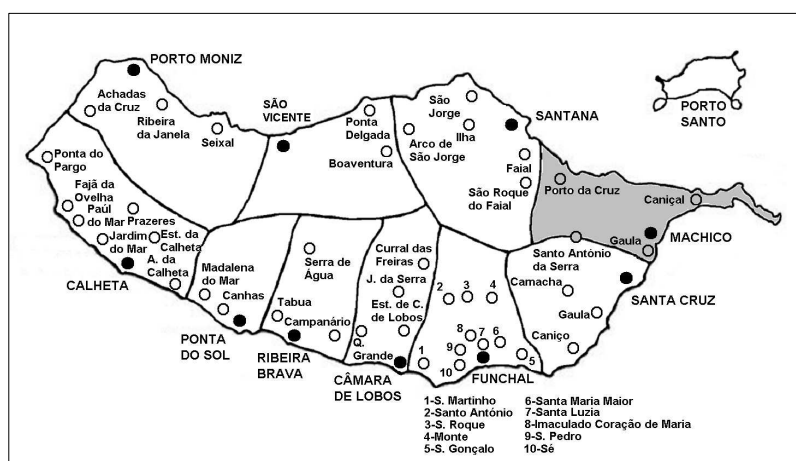 PORTO MONIZ
Achadas
da Cruz
Ribeira
da Janela
Seixal
SÃO
VICENTE
Ponta
Delgada
Boaventura
São
Jorge
Ilha
Arco de
São Jorge
SANTANA
Faial
São Roque
do Faial
PORTO
SANTO
Porto da Cruz
Caniçal
Gaula
MACHICO
Santo António
da Serra
Camacha
Gaula
Caniço
SANTA CRUZ
Ponta do
Pargo
Fajã da
Ovelha
Paúl
do Mar
Prazeres
Jardim
do Mar
Est. da
Calheta
A. da
Calheta
CALHETA
Madalena
do Mar
Canhas
PONTA
DO SOL
Serra de
Água
Tabua
Campanário
RIBEIRA
BRAVA
Curral das
Freiras
J. da Serra
Est. de C.
de Lobos
Q.
Grande
CÂMARA
DE LOBOS
2
3
4
8
7
6
9
10
1
5
FUNCHAL
1-S. Martinho
2-Santo António
3-S. Roque
4-Monte
5-S. Gonçalo
6-Santa Maria Maior
7-Santa Luzia
8-Imaculado Coração de Maria
9-S. Pedro
10-Sé